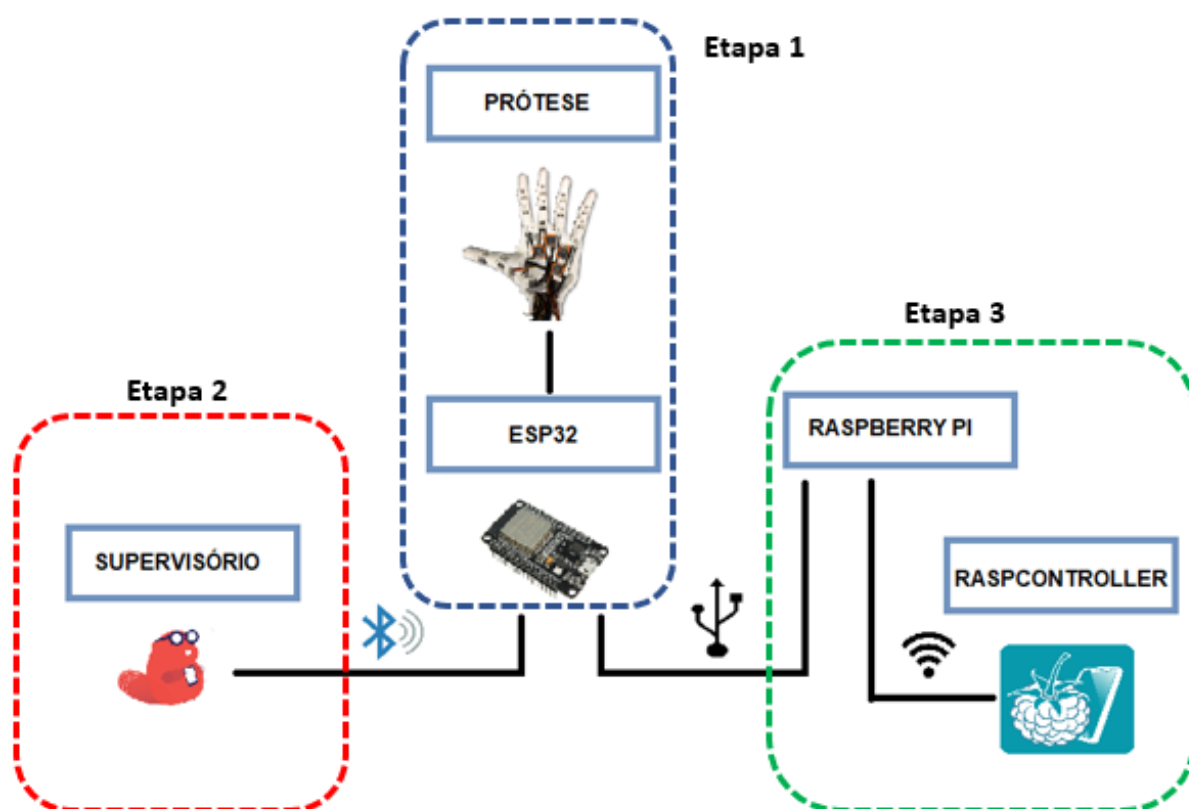 Etapa 1
PRÓTESE
Etapa 3
Etapa 2
ESP32
RASPBERRY PI
SUPERVISÓRIO
RASPCONTROLLER